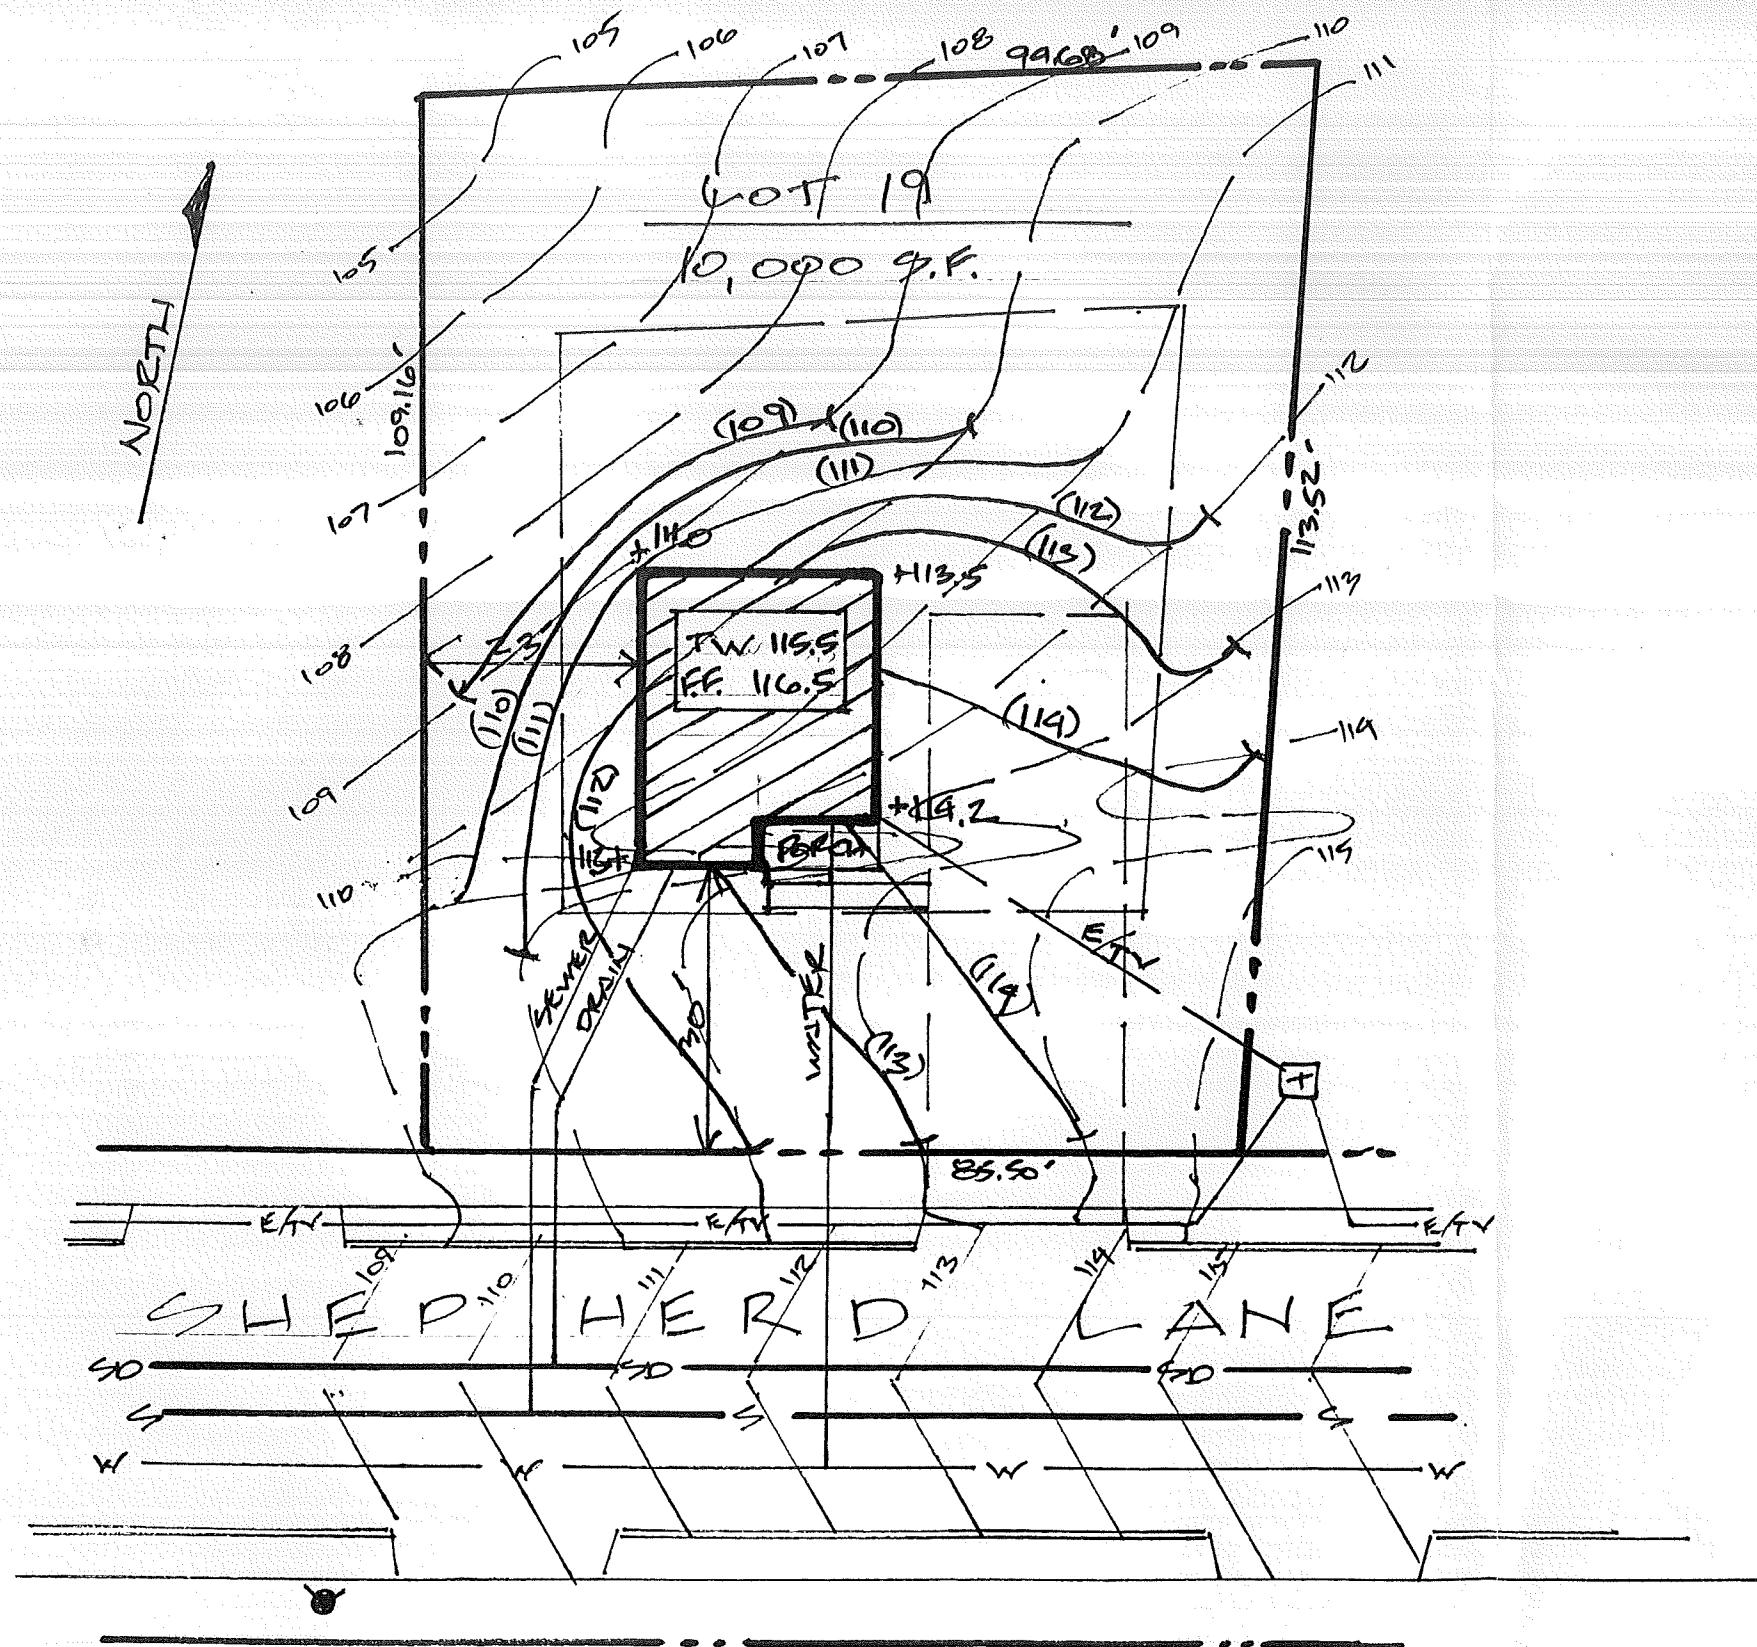 105
106
107
108
99.68'
109
110
111
LOT 19
10,000 S.F.
NORTH
105
109.16'
106
112
107
(109)
(110)
(111)
(112)
(113)
113.52'
+111.0
+113.5
113
108
23'
T.W. 115.5
F.F. 116.5
(110)
(111)
(114)
114
109
(112)
+114.2
113+
PORCH
115
110
SEWER
DRAIN
30'
WATER
(113)
(114)
E
TV
+
85.50'
E/TV
E/TV
E/TV
109
110
111
112
113
114
115
SHEPHERD LANE
SD
SD
SD
S
S
S
W
W
W
W